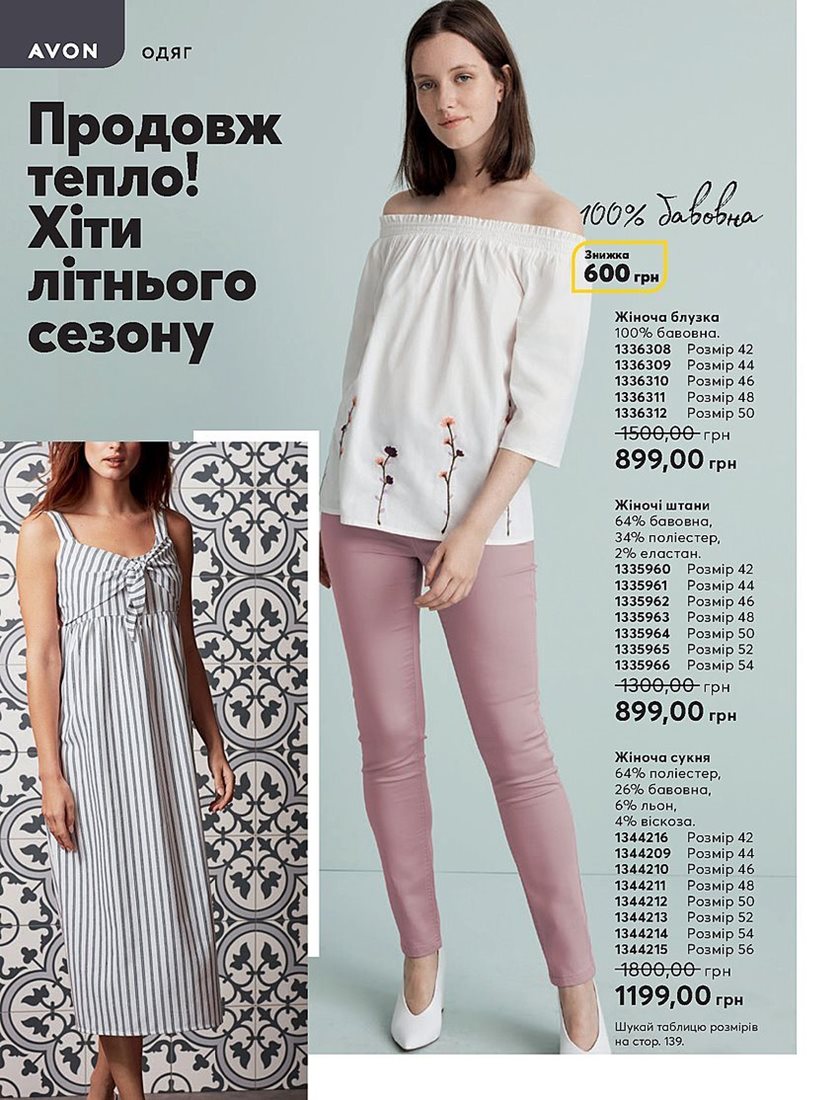 AVON
ОДЯГ
Продовж
тепло!
Хіти
літнього
сезону
100% бавовна
Знижка
600 грн
Жіноча блузка
100% бавовна.
1336308 Розмір 42
1336309 Розмір 44
1336310 Розмір 46
1336311 Розмір 48
1336312 Розмір 50
1500,00 грн
899,00 грн
Жіночі штани
64% бавовна,
34% поліестер,
2% еластан.
1335960 Розмір 42
1335961 Розмір 44
1335962 Розмір 46
1335963 Розмір 48
1335964 Розмір 50
1335965 Розмір 52
1335966 Розмір 54
1300,00 грн
899,00 грн
Жіноча сукня
64% поліестер,
26% бавовна,
6% льон,
4% віскоза.
1344216 Розмір 42
1344209 Розмір 44
1344210 Розмір 46
1344211 Розмір 48
1344212 Розмір 50
1344213 Розмір 52
1344214 Розмір 54
1344215 Розмір 56
1800,00 грн
1199,00 грн
Шукай таблицю розмірів
на стор. 139.